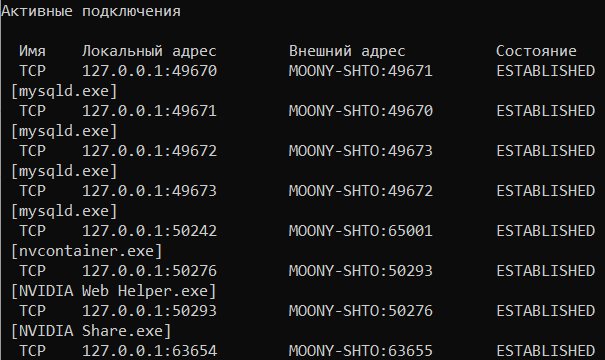 Активные подключения
Имя Локальный адрес Внешний адрес Состояние
TCP 127.0.0.1:49670 MOONY-SHTO:49671 ESTABLISHED
[mysqld.exe]
TCP 127.0.0.1:49671 MOONY-SHTO:49670 ESTABLISHED
[mysqld.exe]
TCP 127.0.0.1:49672 MOONY-SHTO:49673 ESTABLISHED
[mysqld.exe]
TCP 127.0.0.1:49673 MOONY-SHTO:49672 ESTABLISHED
[mysqld.exe]
TCP 127.0.0.1:50242 MOONY-SHTO:65001 ESTABLISHED
[nvcontainer.exe]
TCP 127.0.0.1:50276 MOONY-SHTO:50293 ESTABLISHED
[NVIDIA Web Helper.exe]
TCP 127.0.0.1:50293 MOONY-SHTO:50276 ESTABLISHED
[NVIDIA Share.exe]
TCP 127.0.0.1:63654 MOONY-SHTO:63655 ESTABLISHED